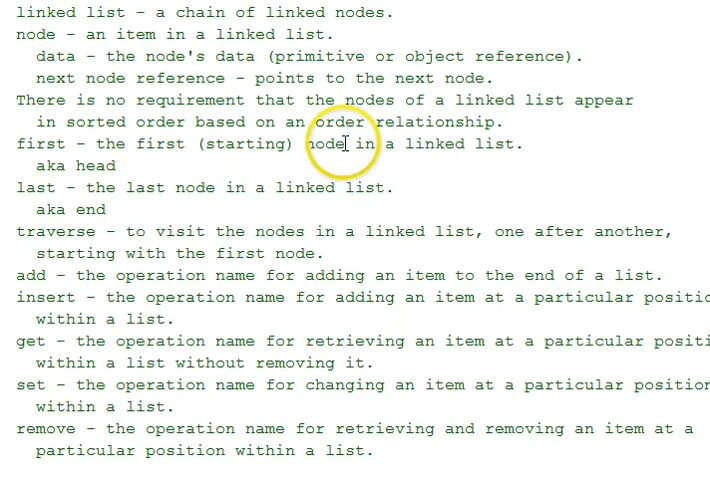 linked list - a chain of linked nodes.
node - an item in a linked list.
data - the node's data (primitive or object reference).
next node reference - points to the next node.
There is no requirement that the nodes of a linked list appear
in sorted order based on an order relationship.
first - the first (starting) node in a linked list.
aka head
last - the last node in a linked list.
aka end
traverse - to visit the nodes in a linked list, one after another,
starting with the first node.
add - the operation name for adding an item to the end of a list.
insert - the operation name for adding an item at a particular positio
within a list.
get - the operation name for retrieving an item at a particular positi
within a list without removing it.
set - the operation name for changing an item at a particular position
within a list.
remove - the operation name for retrieving and removing an item at a
particular position within a list.